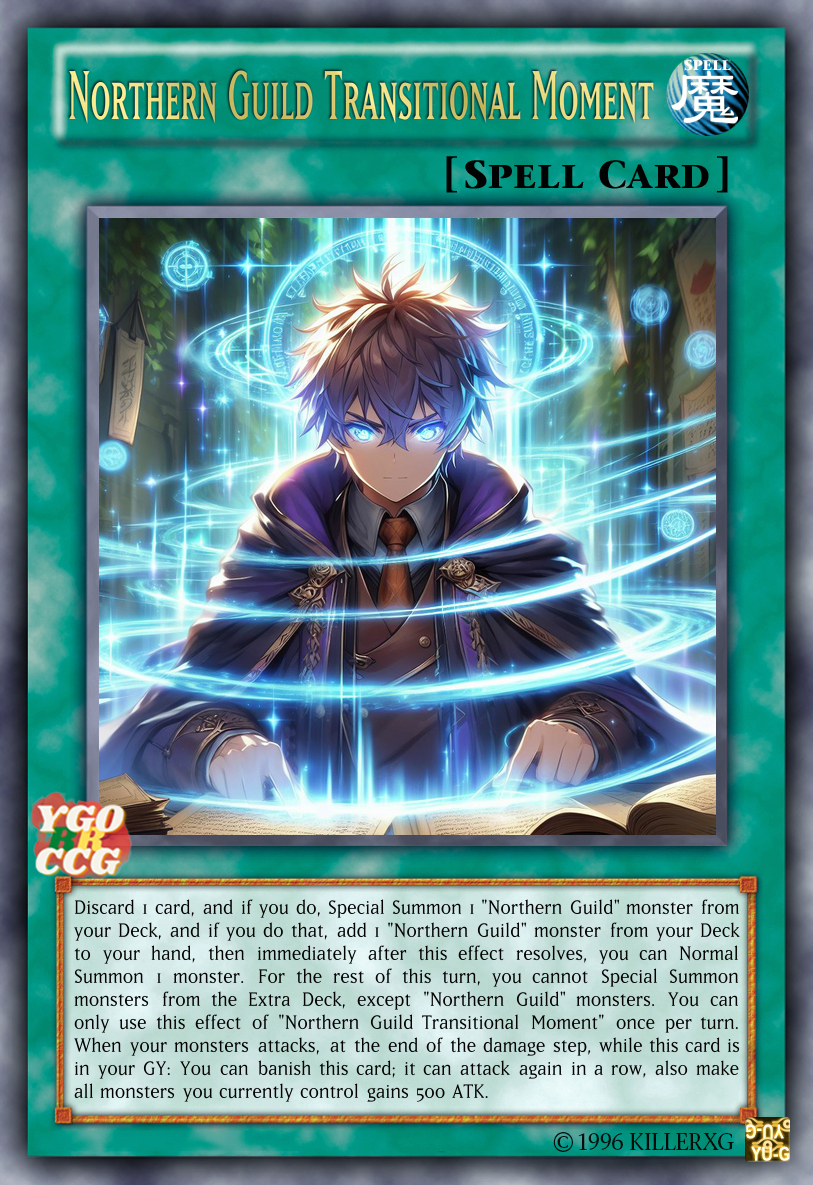 Northern Guild Transitional Moment
SPELL
魔
[Spell Card]
YGO
CCG
Discard 1 card, and if you do, Special Summon 1 "Northern Guild" monster from
your Deck, and if you do that, add 1 "Northern Guild" monster from your Deck
to your hand, then immediately after this effect resolves, you can Normal
Summon 1 monster. For the rest of this turn, you cannot Special Summon
monsters from the Extra Deck, except "Northern Guild" monsters. You can
only use this effect of "Northern Guild Transitional Moment" once per turn.
When your monsters attacks, at the end of the damage step, while this card is
in your GY: You can banish this card; it can attack again in a row, also make
all monsters you currently control gains 500 ATK.
© 1996 KILLERXG